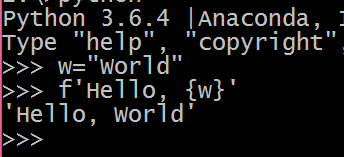 Python 3.6.4 |Anaconda,
Type "help", "copyright",
>>> w="World"
>>> f'Hello, {w}'
'Hello, World'
>>>